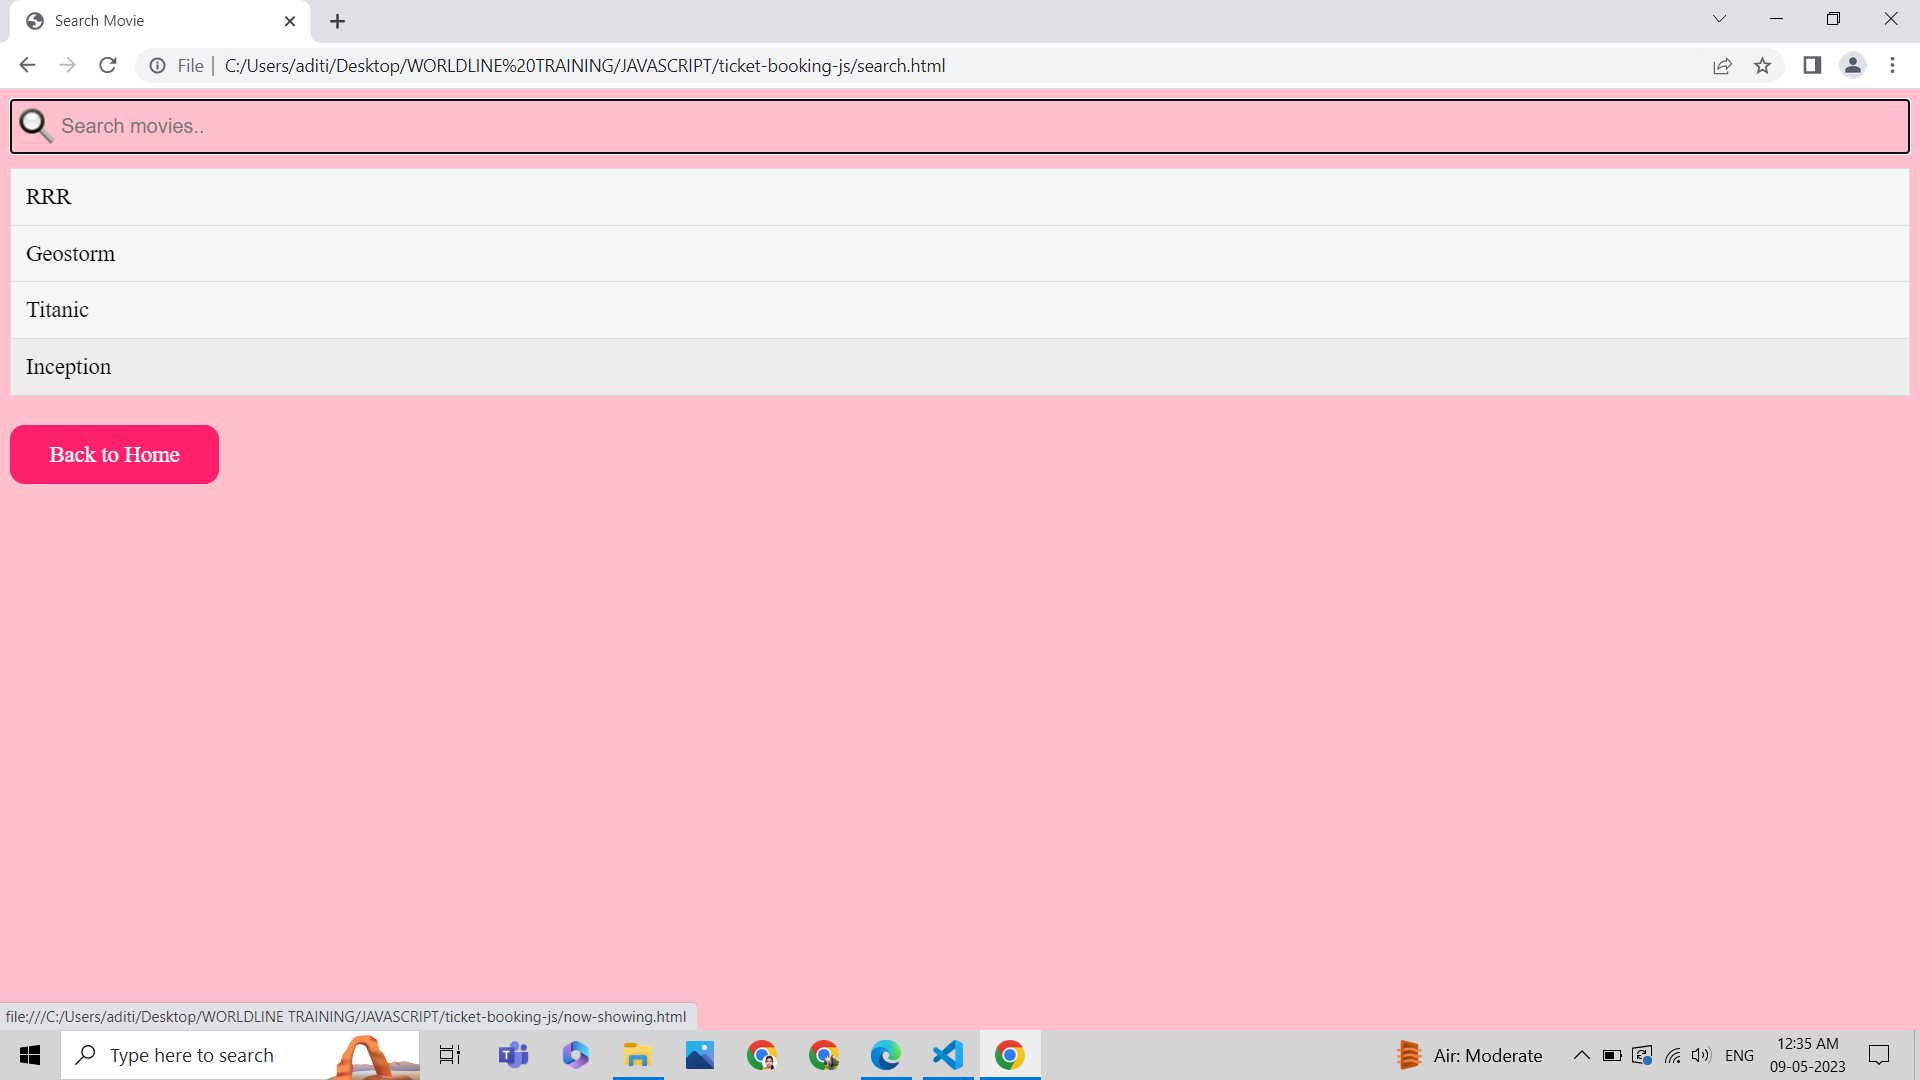 Search Movie
File | C:/Users/aditi/Desktop/WORLDLINE%20TRAINING/JAVASCRIPT/ticket-booking-js/search.html
Search movies..
RRR
Geostorm
Titanic
Inception
Back to Home
file:///C:/Users/aditi/Desktop/WORLDLINE TRAINING/JAVASCRIPT/ticket-booking-js/now-showing.html
Type here to search
Air: Moderate
ENG
12:35 AM
09-05-2023